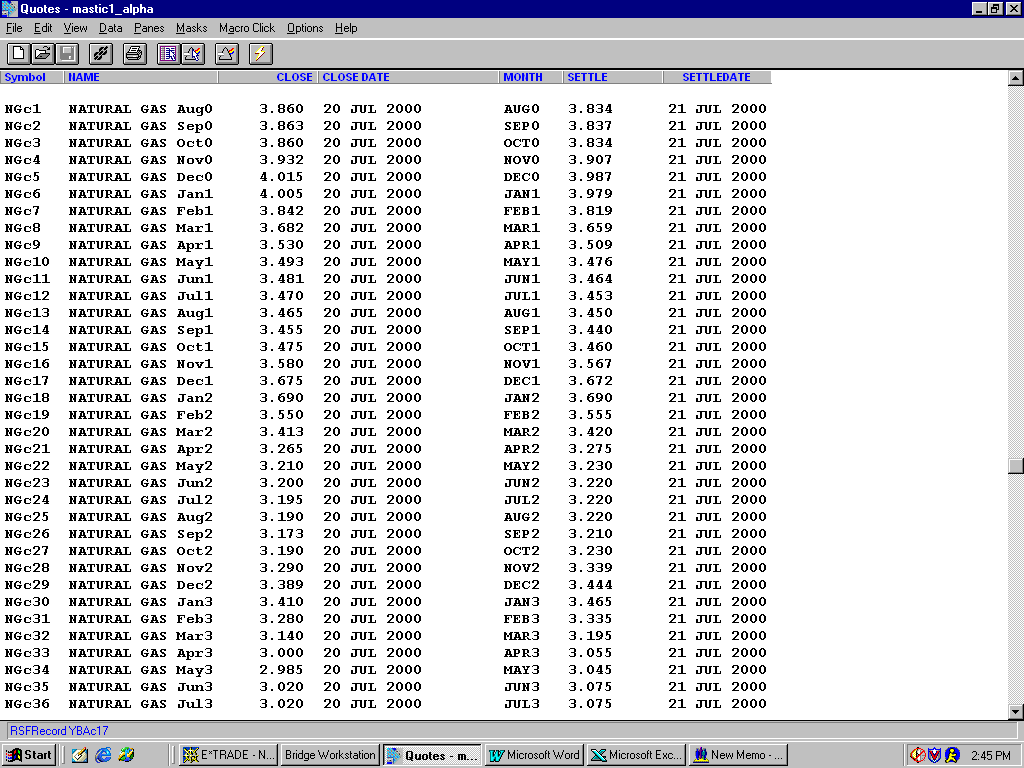 Quotes - mastic1_alpha
File Edit View Data Panes Masks Macro Click Options Help
Symbol NAME CLOSE CLOSE DATE MONTH SETTLE SETTLEDATE
NGc1 NATURAL GAS Aug0 3.860 20 JUL 2000 AUG0 3.834 21 JUL 2000
NGc2 NATURAL GAS Sep0 3.863 20 JUL 2000 SEP0 3.837 21 JUL 2000
NGc3 NATURAL GAS Oct0 3.860 20 JUL 2000 OCT0 3.834 21 JUL 2000
NGc4 NATURAL GAS Nov0 3.932 20 JUL 2000 NOV0 3.907 21 JUL 2000
NGc5 NATURAL GAS Dec0 4.015 20 JUL 2000 DEC0 3.987 21 JUL 2000
NGc6 NATURAL GAS Jan1 4.005 20 JUL 2000 JAN1 3.979 21 JUL 2000
NGc7 NATURAL GAS Feb1 3.842 20 JUL 2000 FEB1 3.819 21 JUL 2000
NGc8 NATURAL GAS Mar1 3.682 20 JUL 2000 MAR1 3.659 21 JUL 2000
NGc9 NATURAL GAS Apr1 3.530 20 JUL 2000 APR1 3.509 21 JUL 2000
NGc10 NATURAL GAS May1 3.493 20 JUL 2000 MAY1 3.476 21 JUL 2000
NGc11 NATURAL GAS Jun1 3.481 20 JUL 2000 JUN1 3.464 21 JUL 2000
NGc12 NATURAL GAS Jul1 3.470 20 JUL 2000 JUL1 3.453 21 JUL 2000
NGc13 NATURAL GAS Aug1 3.465 20 JUL 2000 AUG1 3.450 21 JUL 2000
NGc14 NATURAL GAS Sep1 3.455 20 JUL 2000 SEP1 3.440 21 JUL 2000
NGc15 NATURAL GAS Oct1 3.475 20 JUL 2000 OCT1 3.460 21 JUL 2000
NGc16 NATURAL GAS Nov1 3.580 20 JUL 2000 NOV1 3.567 21 JUL 2000
NGc17 NATURAL GAS Dec1 3.675 20 JUL 2000 DEC1 3.672 21 JUL 2000
NGc18 NATURAL GAS Jan2 3.690 20 JUL 2000 JAN2 3.690 21 JUL 2000
NGc19 NATURAL GAS Feb2 3.550 20 JUL 2000 FEB2 3.555 21 JUL 2000
NGc20 NATURAL GAS Mar2 3.413 20 JUL 2000 MAR2 3.420 21 JUL 2000
NGc21 NATURAL GAS Apr2 3.265 20 JUL 2000 APR2 3.275 21 JUL 2000
NGc22 NATURAL GAS May2 3.210 20 JUL 2000 MAY2 3.230 21 JUL 2000
NGc23 NATURAL GAS Jun2 3.200 20 JUL 2000 JUN2 3.220 21 JUL 2000
NGc24 NATURAL GAS Jul2 3.195 20 JUL 2000 JUL2 3.220 21 JUL 2000
NGc25 NATURAL GAS Aug2 3.190 20 JUL 2000 AUG2 3.220 21 JUL 2000
NGc26 NATURAL GAS Sep2 3.173 20 JUL 2000 SEP2 3.210 21 JUL 2000
NGc27 NATURAL GAS Oct2 3.190 20 JUL 2000 OCT2 3.230 21 JUL 2000
NGc28 NATURAL GAS Nov2 3.290 20 JUL 2000 NOV2 3.339 21 JUL 2000
NGc29 NATURAL GAS Dec2 3.389 20 JUL 2000 DEC2 3.444 21 JUL 2000
NGc30 NATURAL GAS Jan3 3.410 20 JUL 2000 JAN3 3.465 21 JUL 2000
NGc31 NATURAL GAS Feb3 3.280 20 JUL 2000 FEB3 3.335 21 JUL 2000
NGc32 NATURAL GAS Mar3 3.140 20 JUL 2000 MAR3 3.195 21 JUL 2000
NGc33 NATURAL GAS Apr3 3.000 20 JUL 2000 APR3 3.055 21 JUL 2000
NGc34 NATURAL GAS May3 2.985 20 JUL 2000 MAY3 3.045 21 JUL 2000
NGc35 NATURAL GAS Jun3 3.020 20 JUL 2000 JUN3 3.075 21 JUL 2000
NGc36 NATURAL GAS Jul3 3.020 20 JUL 2000 JUL3 3.075 21 JUL 2000
RSFRecord YBAc17
Start E*TRADE - N... Bridge Workstation Quotes - m... Microsoft Word Microsoft Exc... New Memo - ... 2:45 PM